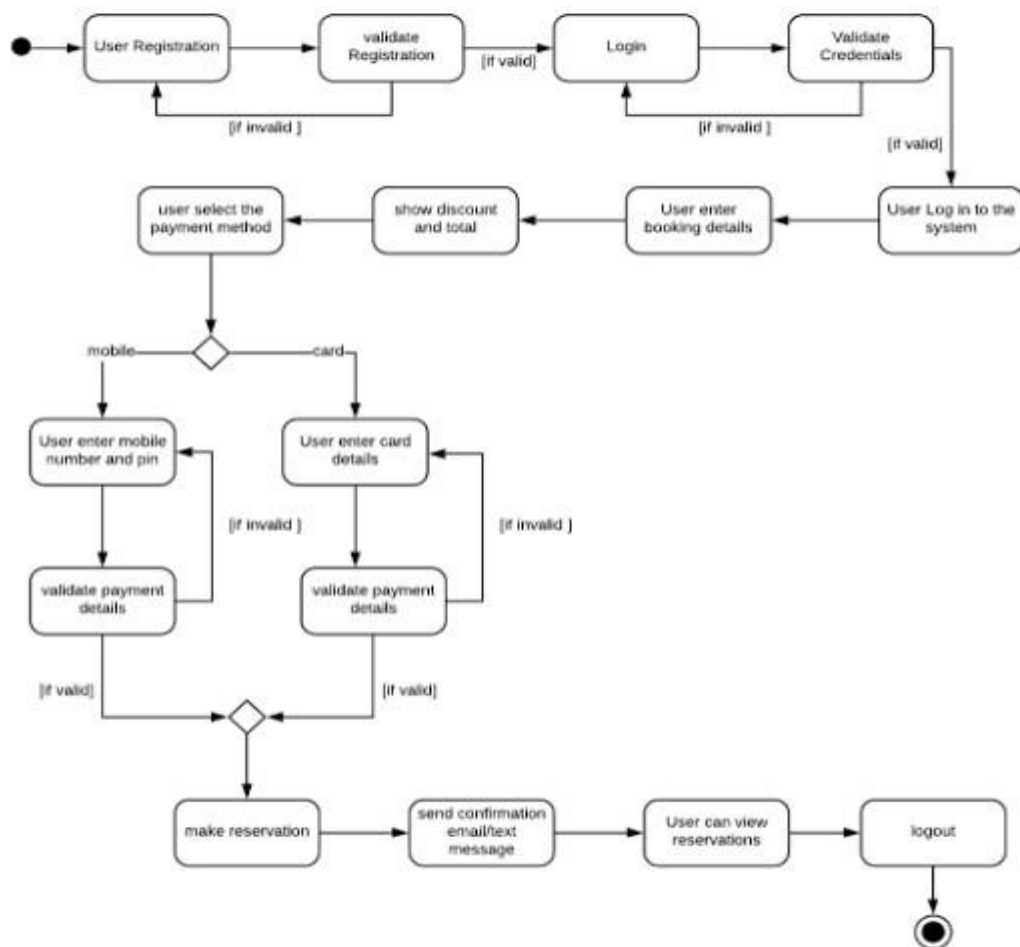 User Registration
validate
Registration
[if valid]
Login
Validate
Credentials
[if invalid ]
[if invalid ]
[if valid]
user select the
payment method
show discount
and total
User enter
booking details
User Log in to the
system
mobile
card
User enter mobile
number and pin
User enter card
details
[if invalid ]
[if invalid ]
validate payment
details
validate payment
details
[if valid]
[if valid]
make reservation
send confirmation
email/text
message
User can view
reservations
logout